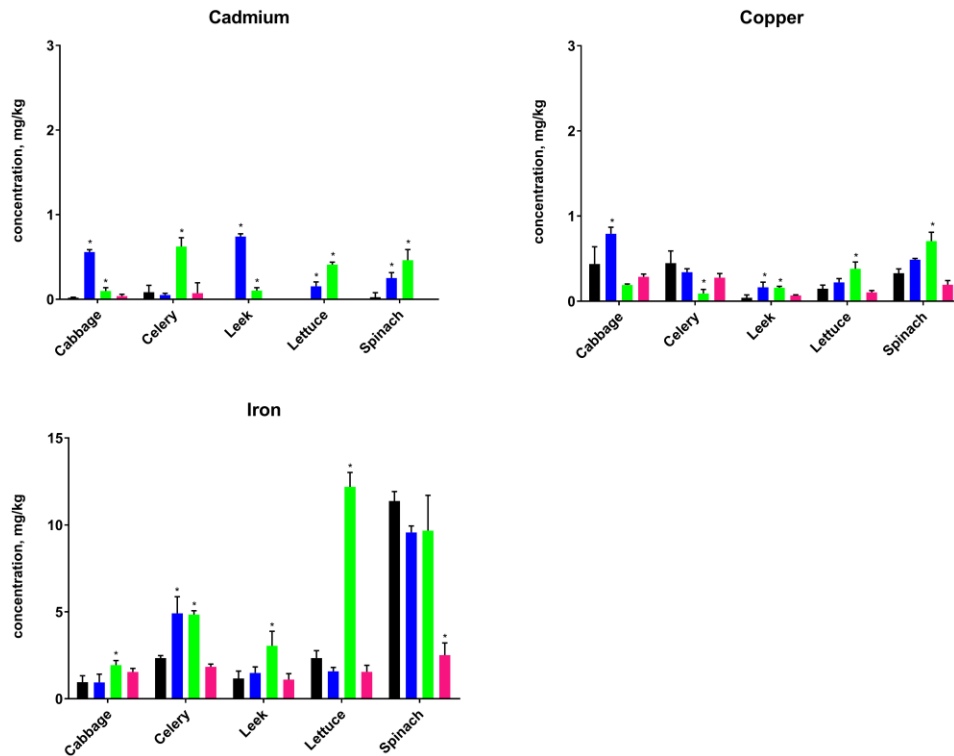 Cadmium
concentration, mg/kg
3
2
1
0
*
*
*
*
*
*
*
*
*
Cabbage
Celery
Leek
Lettuce
Spinach
Copper
concentration, mg/kg
3
2
1
0
*
*
*
*
*
*
Cabbage
Celery
Leek
Lettuce
Spinach
Iron
concentration, mg/kg
15
10
5
0
*
*
*
*
*
*
Cabbage
Celery
Leek
Lettuce
Spinach